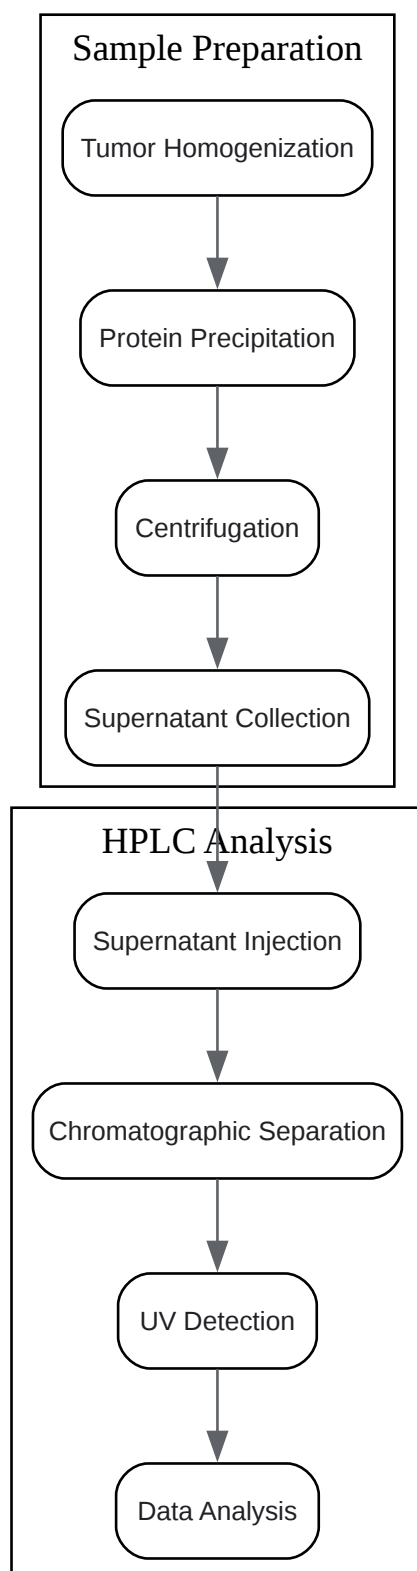 Sample Preparation
Tumor Homogenization
Protein Precipitation
Centrifugation
Supernatant Collection
HPLC Analysis
Supernatant Injection
Chromatographic Separation
UV Detection
Data Analysis